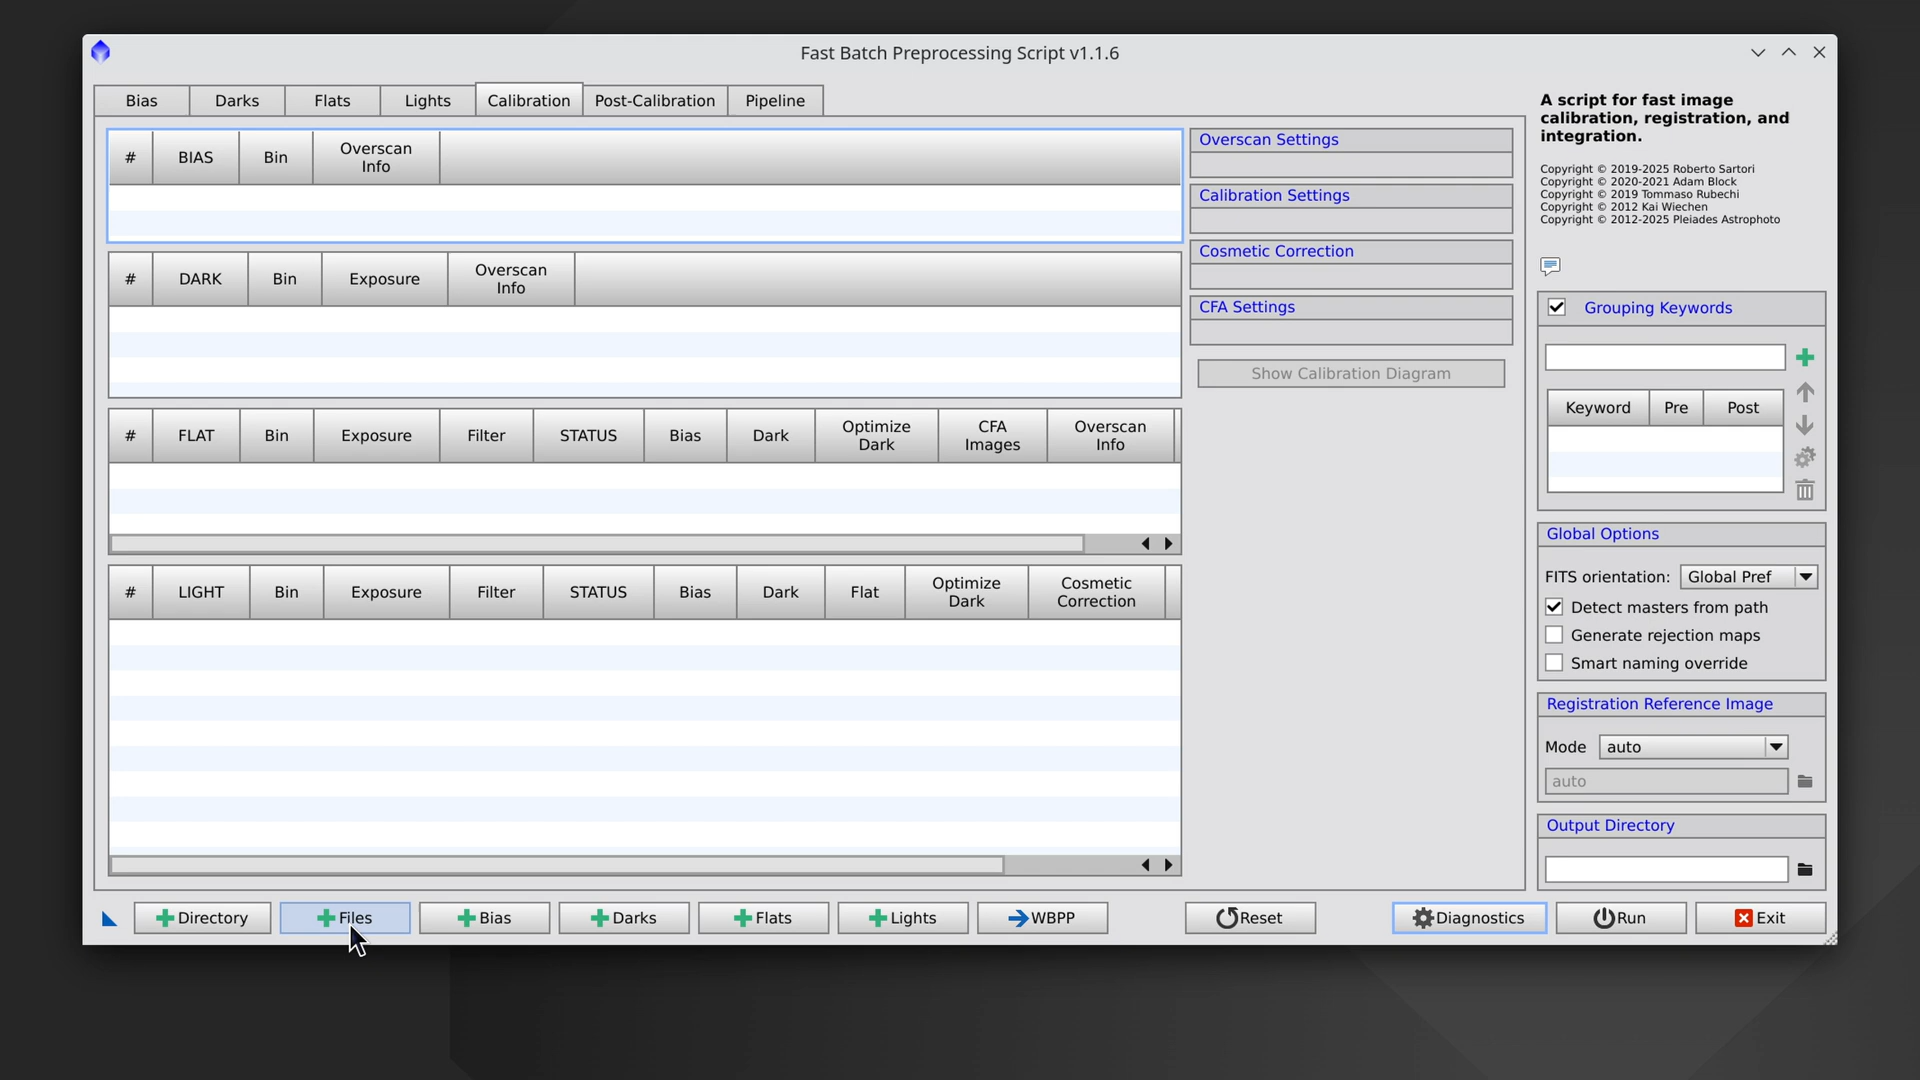 Fast Batch Preprocessing Script v1.1.6
Bias Darks Flats Lights Calibration Post-Calibration Pipeline
# BIAS Bin Overscan Info
# DARK Bin Exposure Overscan Info
# FLAT Bin Exposure Filter STATUS Bias Dark Optimize Dark CFA Images Overscan Info
# LIGHT Bin Exposure Filter STATUS Bias Dark Flat Optimize Dark Cosmetic Correction
Overscan Settings
Calibration Settings
Cosmetic Correction
CFA Settings
Show Calibration Diagram
A script for fast image
calibration, registration, and
integration.
Copyright © 2019-2025 Roberto Sartori
Copyright © 2020-2021 Adam Block
Copyright © 2019 Tommaso Rubechi
Copyright © 2012 Kai Wiechen
Copyright © 2012-2025 Pleiades Astrophoto
Grouping Keywords
Keyword Pre Post
Global Options
FITS orientation: Global Pref
Detect masters from path
Generate rejection maps
Smart naming override
Registration Reference Image
Mode auto
auto
Output Directory
Directory Files Bias Darks Flats Lights WBPP Reset Diagnostics Run Exit